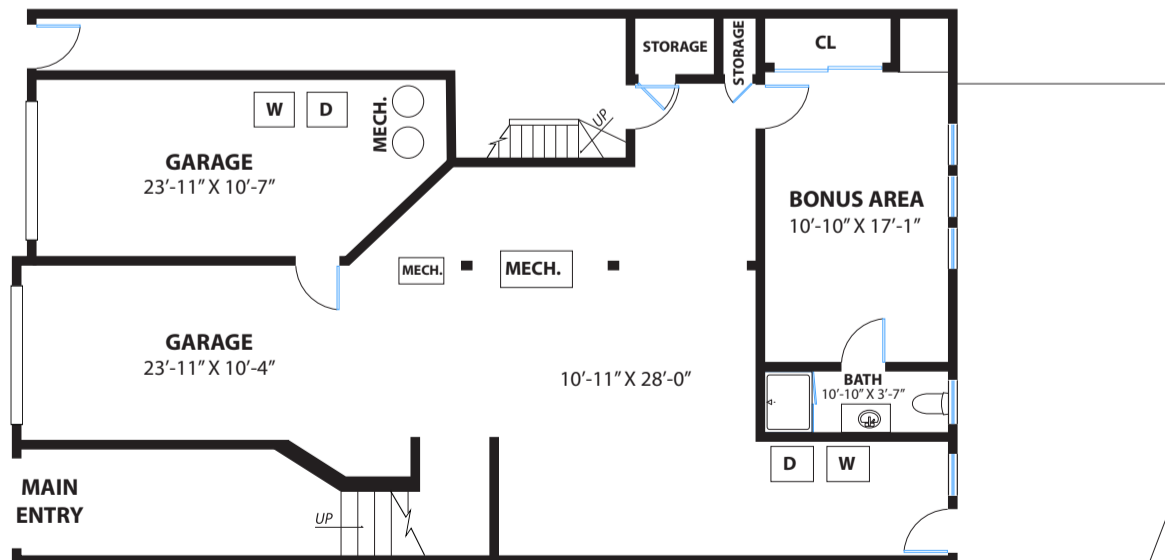 STORAGE
STORAGE
CL
W
D
MECH.
UP
GARAGE
23'-11" X 10'-7"
BONUS AREA
10'-10" X 17'-1"
MECH.
MECH.
GARAGE
23'-11" X 10'-4"
10'-11" X 28'-0"
BATH
10'-10" X 3'-7"
D
W
MAIN
ENTRY
UP